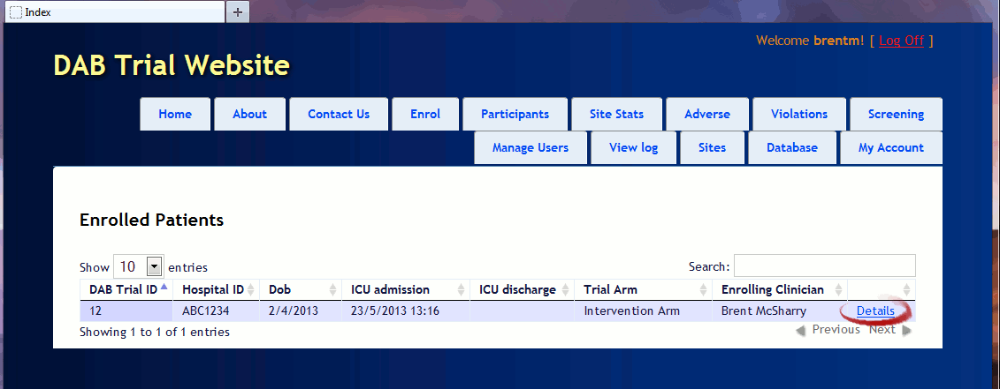 Index
Welcome brentm! [ Log Off ]
DAB Trial Website
Home About Contact Us Enrol Participants Site Stats Adverse Violations Screening
Manage Users View log Sites Database My Account
Enrolled Patients
Show 10 entries Search:
DAB Trial ID Hospital ID Dob ICU admission ICU discharge Trial Arm Enrolling Clinician
12 ABC1234 2/4/2013 23/5/2013 13:16 Intervention Arm Brent McSharry Details
Showing 1 to 1 of 1 entries Previous Next